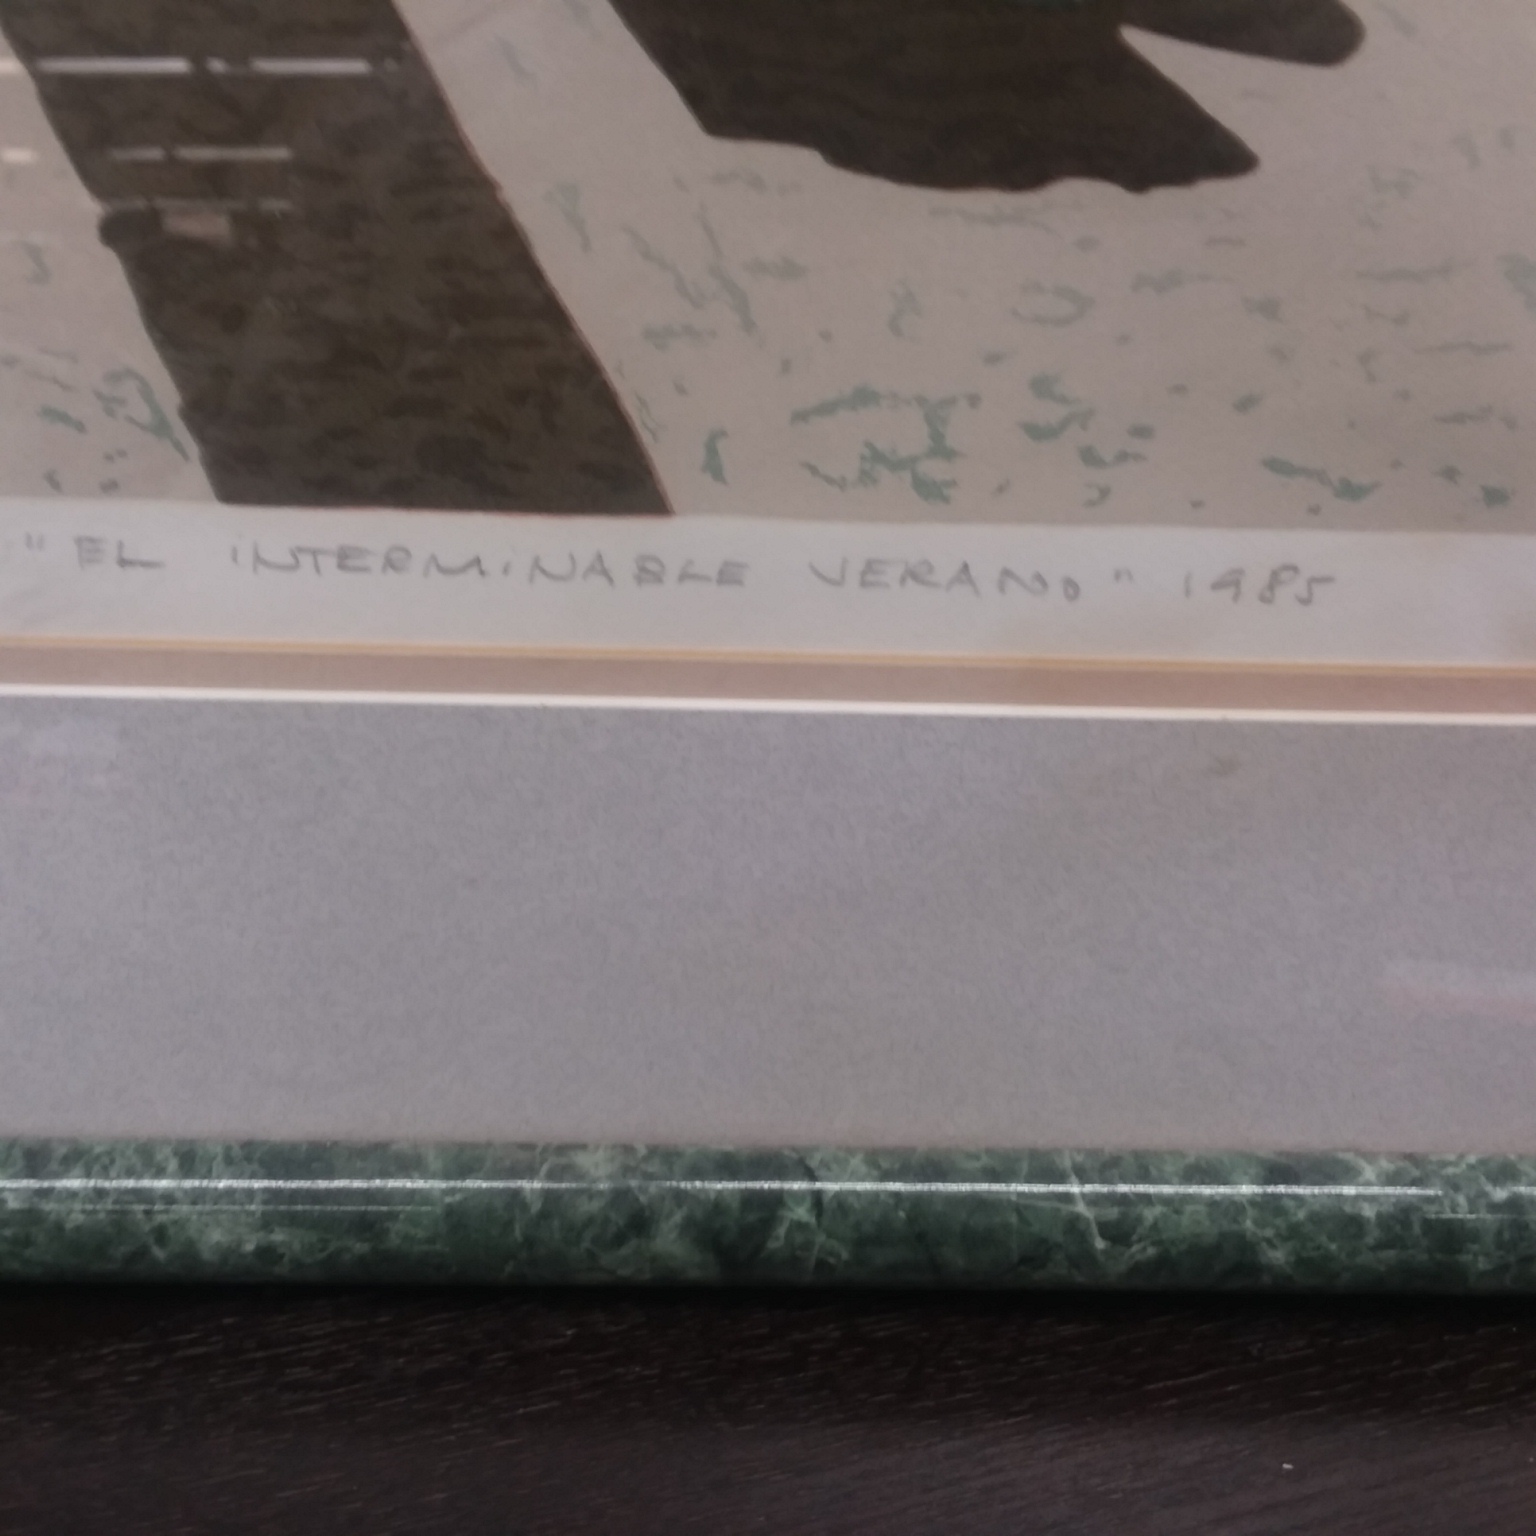 "EL INTERMINABLE VERANO" 1985